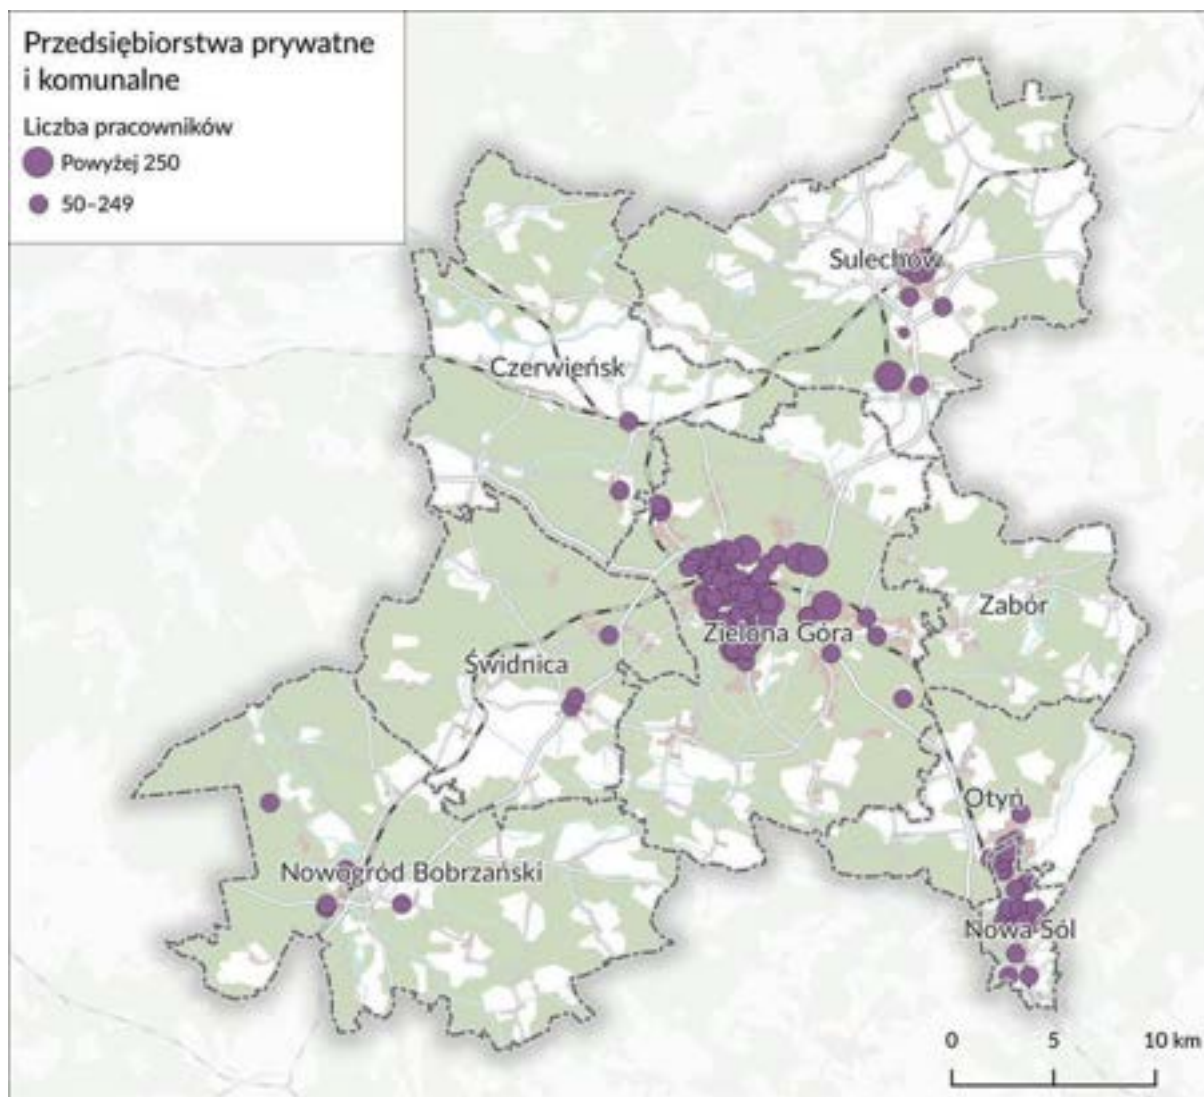 Przedsiębiorstwa prywatne
i komunalne
Liczba pracowników
Powyżej 250
50–249
Sulechów
Czerwieńsk
Zabór
Zielona Góra
Świdnica
Otyń
Nowogród Bobrzański
Nowa Sól
0 5 10 km